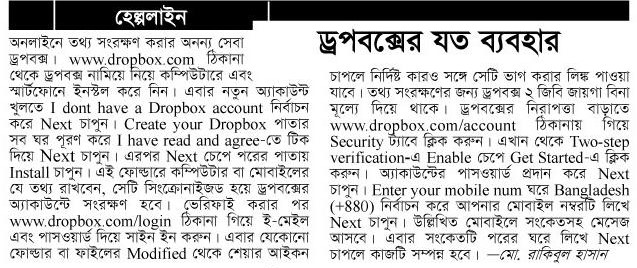 হেল্পলাইন
ড্রপবক্সের যত ব্যবহার
অনলাইনে তথ্য সংরক্ষণ করার অনন্য সেবা
ড্রপবক্স। www.dropbox.com ঠিকানা
থেকে ড্রপবক্স নামিয়ে নিয়ে কম্পিউটারে এবং
স্মার্টফোনে ইনস্টল করে নিন। এবার নতুন অ্যাকাউন্ট
খুলতে I dont have a Dropbox account নির্বাচন
করে Next চাপুন। Create your Dropbox পাতার
সব ঘর পূরণ করে I have read and agree-তে টিক
দিয়ে Next চাপুন। এরপর Next চেপে পরের পাতায়
Install চাপুন। এই ফোল্ডারে কম্পিউটার বা মোবাইলের
যে তথ্য রাখবেন, সেটি সিংক্রোনাইজড হয়ে ড্রপবক্সের
অ্যাকাউন্টে সংরক্ষণ হবে। ভেরিফাই করার পর
www.dropbox.com/login ঠিকানা গিয়ে ই-মেইল
এবং পাসওয়ার্ড দিয়ে সাইন ইন করুন। এবার যেকোনো
ফোল্ডার বা ফাইলের Modified থেকে শেয়ার আইকন
চাপলে নির্দিষ্ট কারও সঙ্গে সেটি ভাগ করার লিঙ্ক পাওয়া
যাবে। তথ্য সংরক্ষণের জন্য ড্রপবক্স ২ জিবি জায়গা বিনা
মূল্যে দিয়ে থাকে। ড্রপবক্সের নিরাপত্তা বাড়াতে
www.dropbox.com/account ঠিকানায় গিয়ে
Security ট্যাবে ক্লিক করুন। এখান থেকে Two-step
verification-এ Enable চেপে Get Started-এ ক্লিক
করুন। অ্যাকাউন্টের পাসওয়ার্ড প্রদান করে Next
চাপুন। Enter your mobile num ঘরে Bangladesh
(+880) নির্বাচন করে আপনার মোবাইল নম্বরটি লিখে
Next চাপুন। উল্লিখিত মোবাইলে সংকেতসহ মেসেজ
আসবে। এবার সংকেতটি পরের ঘরে লিখে Next
চাপলে কাজটি সম্পন্ন হবে। —মো. রাকিবুল হাসান